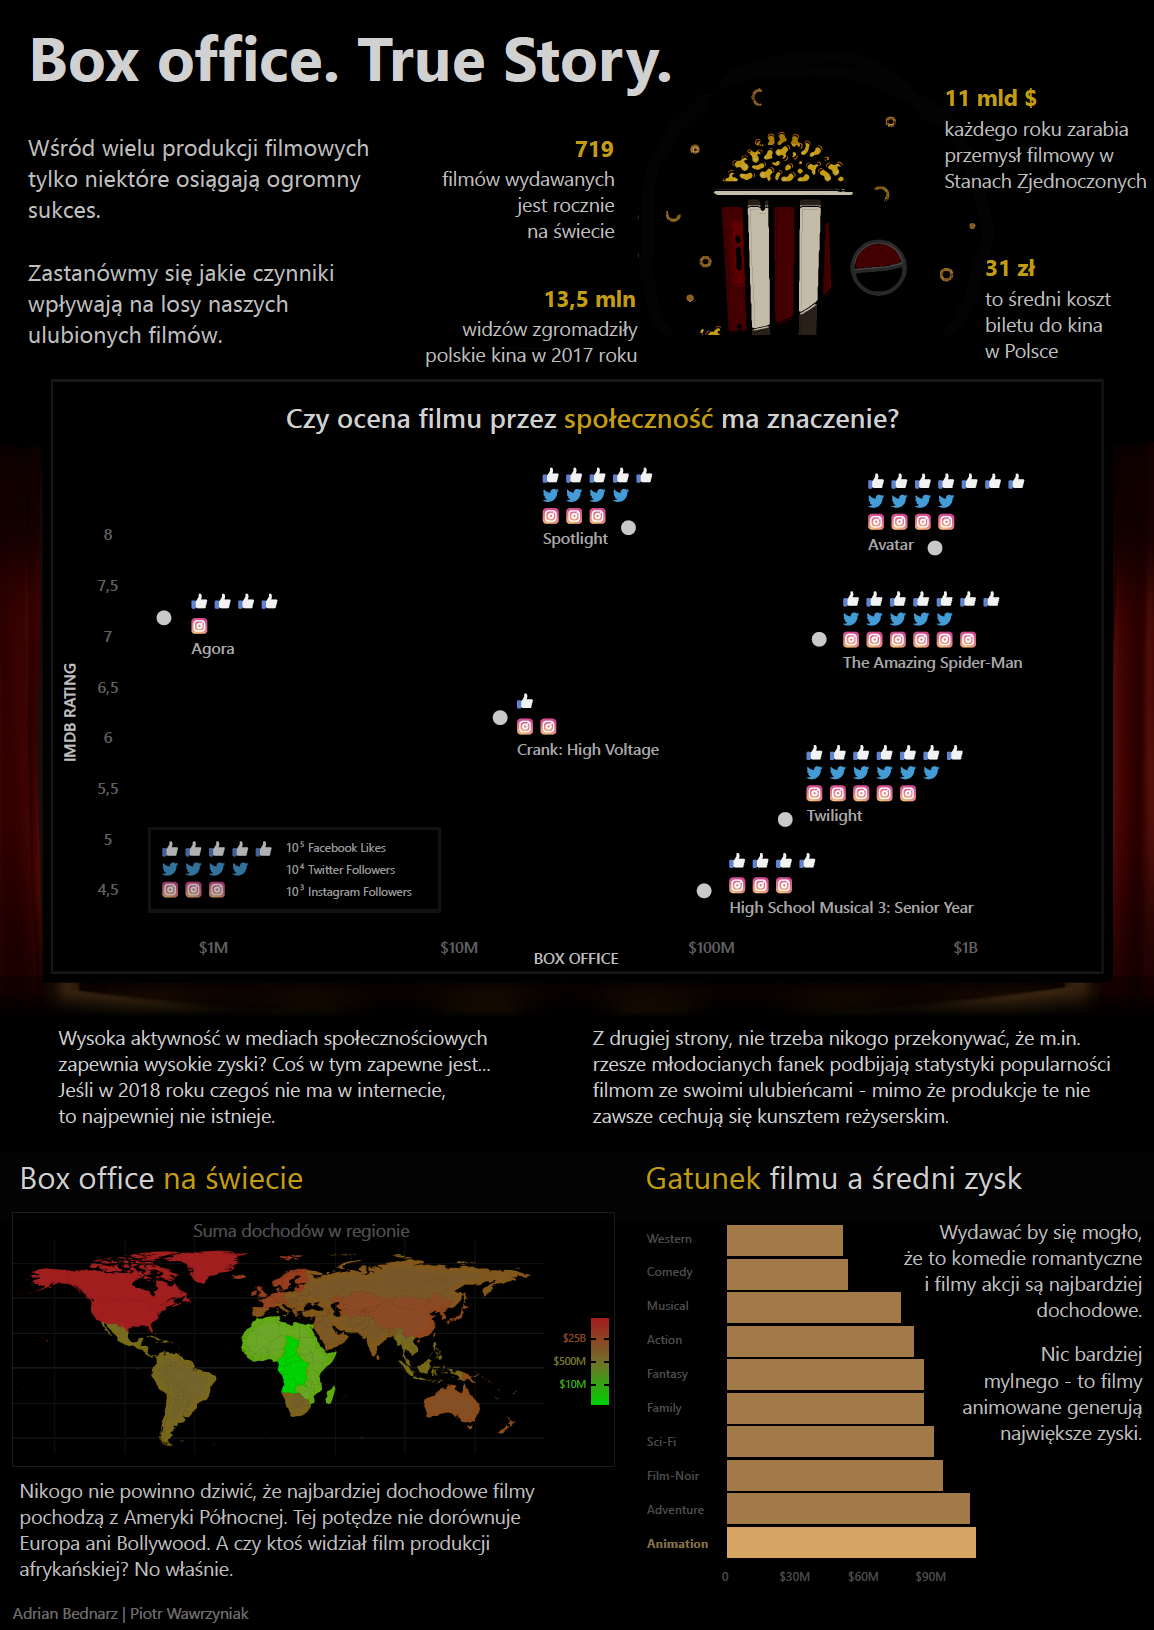 Box office. True Story.
Wśród wielu produkcji filmowych
tylko niektóre osiągają ogromny
sukces.
Zastanówmy się jakie czynniki
wpływają na losy naszych
ulubionych filmów.
719
filmów wydawanych
jest rocznie
na świecie
13,5 mln
widzów zgromadziły
polskie kina w 2017 roku
11 mld $
każdego roku zarabia
przemysł filmowy w
Stanach Zjednoczonych
31 zł
to średni koszt
biletu do kina
w Polsce
Czy ocena filmu przez społeczność ma znaczenie?
IMDB RATING
8
7,5
7
6,5
6
5,5
5
4,5
Spotlight
Avatar
Agora
The Amazing Spider-Man
Crank: High Voltage
Twilight
High School Musical 3: Senior Year
10⁵ Facebook Likes
10⁴ Twitter Followers
10³ Instagram Followers
$1M
$10M
$100M
$1B
BOX OFFICE
Wysoka aktywność w mediach społecznościowych
zapewnia wysokie zyski? Coś w tym zapewne jest...
Jeśli w 2018 roku czegoś nie ma w internecie,
to najpewniej nie istnieje.
Z drugiej strony, nie trzeba nikogo przekonywać, że m.in.
rzesze młodocianych fanek podbijają statystyki popularności
filmom ze swoimi ulubieńcami - mimo że produkcje te nie
zawsze cechują się kunsztem reżyserskim.
Box office na świecie
Suma dochodów w regionie
$25B
$500M
$10M
Nikogo nie powinno dziwić, że najbardziej dochodowe filmy
pochodzą z Ameryki Północnej. Tej potędze nie dorównuje
Europa ani Bollywood. A czy ktoś widział film produkcji
afrykańskiej? No właśnie.
Gatunek filmu a średni zysk
Western
Comedy
Musical
Action
Fantasy
Family
Sci-Fi
Film-Noir
Adventure
Animation
0
$30M
$60M
$90M
Wydawać by się mogło,
że to komedie romantyczne
i filmy akcji są najbardziej
dochodowe.
Nic bardziej
mylnego - to filmy
animowane generują
największe zyski.
Adrian Bednarz | Piotr Wawrzyniak